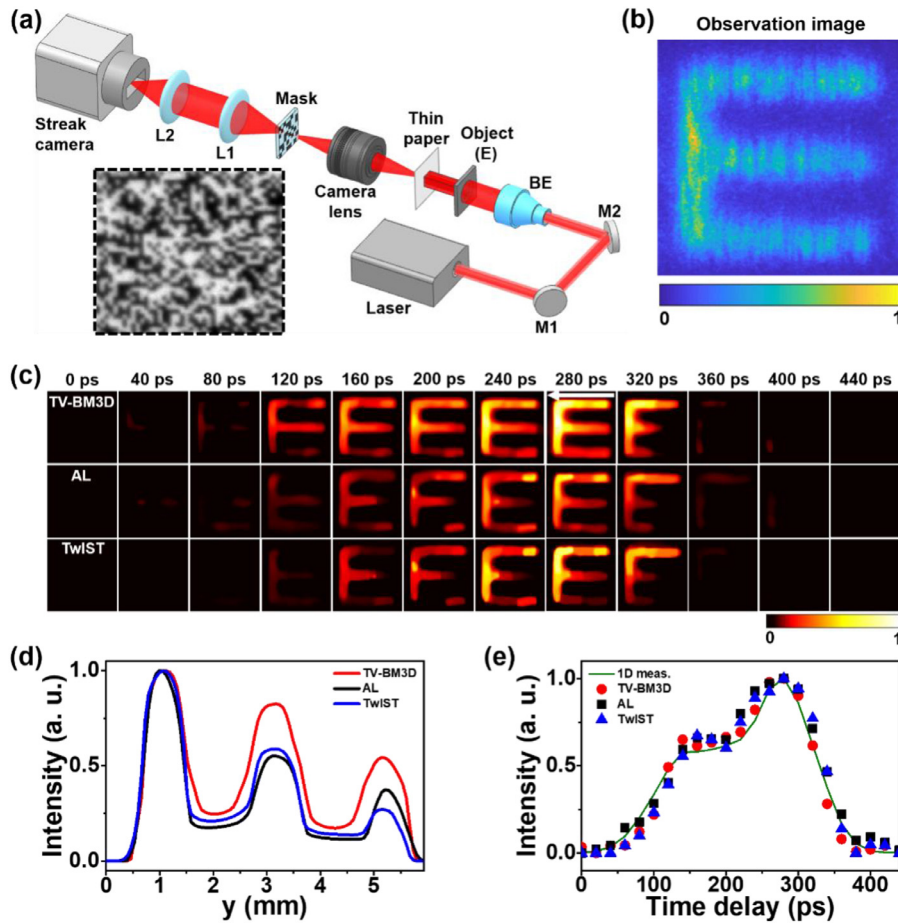 (a)
Streak
camera
L2
L1
Mask
Camera
lens
Thin
paper
Object
(E)
BE
M2
Laser
M1
(b)
Observation image
0 1
(c)
0 ps 40 ps 80 ps 120 ps 160 ps 200 ps 240 ps 280 ps 320 ps 360 ps 400 ps 440 ps
TV-BM3D
AL
TwIST
0 1
(d)
Intensity (a. u.)
1.0
0.5
0.0
TV-BM3D
AL
TwIST
0 1 2 3 4 5
y (mm)
(e)
Intensity (a. u.)
1.0
0.5
0.0
1D meas.
TV-BM3D
AL
TwIST
0 100 200 300 400
Time delay (ps)